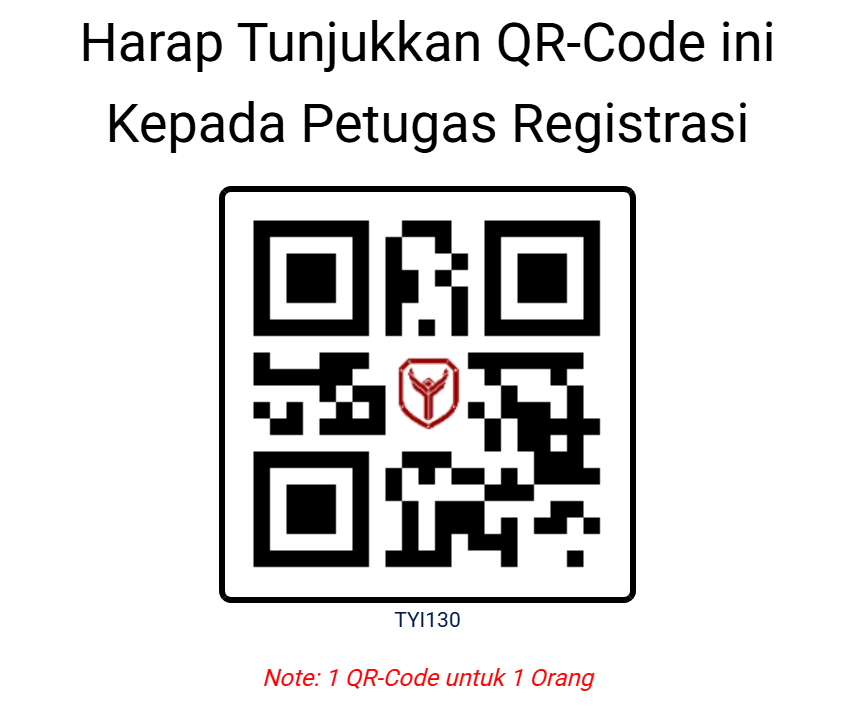 Harap Tunjukkan QR-Code ini
Kepada Petugas Registrasi
TYI130
Note: 1 QR-Code untuk 1 Orang